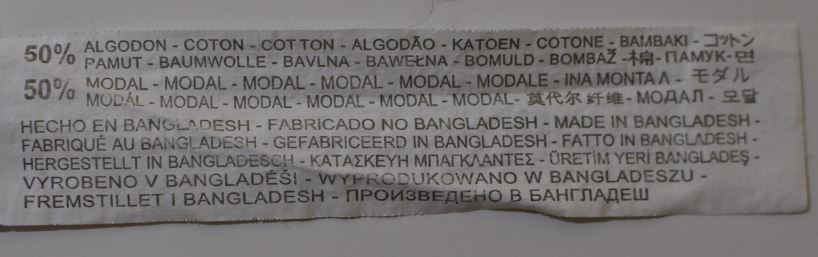 50% ALGODON - COTON - COTTON - ALGODÃO - KATOEN - COTONE - BAMBAKI - コットン
PAMUT - BAUMWOLLE - BAVLNA - BAWEŁNA - BOMULD - BOMBAŽ -棉- ПАМУК- 면
50% MODAL - MODAL - MODAL - MODAL - MODAL - MODALE - INA MONTAΛ - モダル
MODÁL - MODAL - MODAL - MODAL - MODAL - MODAL- 莫代尔 纤维 - МОДАЛ - 모달
HECHO EN BANGLADESH - FABRICADO NO BANGLADESH - MADE IN BANGLADESH -
FABRIQUÉ AU BANGLADESH - GEFABRICEERD IN BANGLADESH - FATTO IN BANGLADESH -
HERGESTELLT IN BANGLADESCH - ΚΑΤΑΣΚΕΥΗ ΜΠΑΓΚΛΑΝΤΕΣ - ÜRETİM YERİ BANGLADEŞ -
VYROBENO V BANGLADÉŠI - WYPRODUKOWANO W BANGLADESZU -
FREMSTILLET I BANGLADESH - ПРОИЗВЕДЕНО В БАНГЛАДЕШ